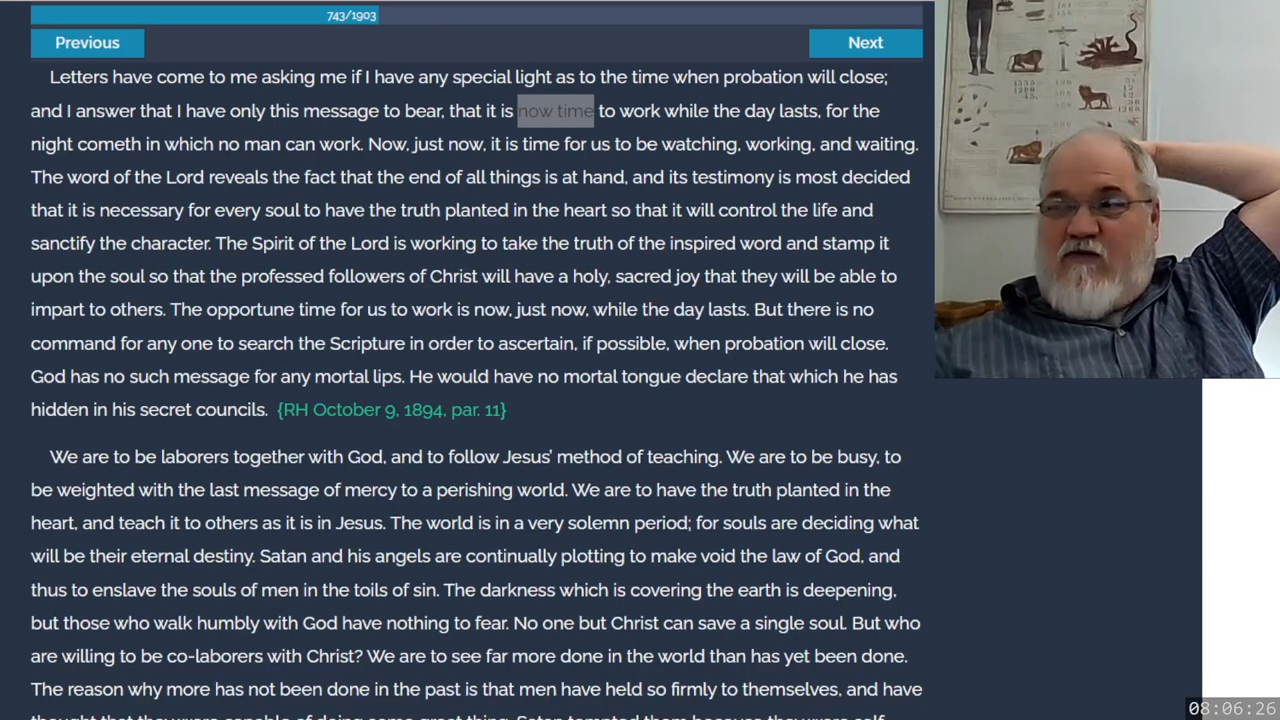 743/1903
Previous
Next
Letters have come to me asking me if I have any special light as to the time when probation will close;
and I answer that I have only this message to bear, that it is now time to work while the day lasts, for the
night cometh in which no man can work. Now, just now, it is time for us to be watching, working, and waiting.
The word of the Lord reveals the fact that the end of all things is at hand, and its testimony is most decided
that it is necessary for every soul to have the truth planted in the heart so that it will control the life and
sanctify the character. The Spirit of the Lord is working to take the truth of the inspired word and stamp it
upon the soul so that the professed followers of Christ will have a holy, sacred joy that they will be able to
impart to others. The opportune time for us to work is now, just now, while the day lasts. But there is no
command for any one to search the Scripture in order to ascertain, if possible, when probation will close.
God has no such message for any mortal lips. He would have no mortal tongue declare that which he has
hidden in his secret councils. {RH October 9, 1894, par. 11}
We are to be laborers together with God, and to follow Jesus’ method of teaching. We are to be busy, to
be weighted with the last message of mercy to a perishing world. We are to have the truth planted in the
heart, and teach it to others as it is in Jesus. The world is in a very solemn period; for souls are deciding what
will be their eternal destiny. Satan and his angels are continually plotting to make void the law of God, and
thus to enslave the souls of men in the toils of sin. The darkness which is covering the earth is deepening,
but those who walk humbly with God have nothing to fear. No one but Christ can save a single soul. But who
are willing to be co-laborers with Christ? We are to see far more done in the world than has yet been done.
The reason why more has not been done in the past is that men have held so firmly to themselves, and have
08:06:26